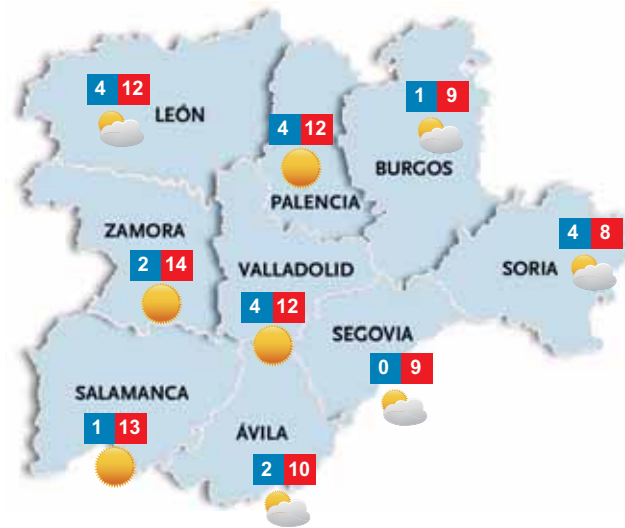 4 12
LEÓN
1 9
BURGOS
4 12
PALENCIA
ZAMORA
2 14
VALLADOLID
4 12
4 8
SORIA
SEGOVIA
0 9
SALAMANCA
1 13
ÁVILA
2 10